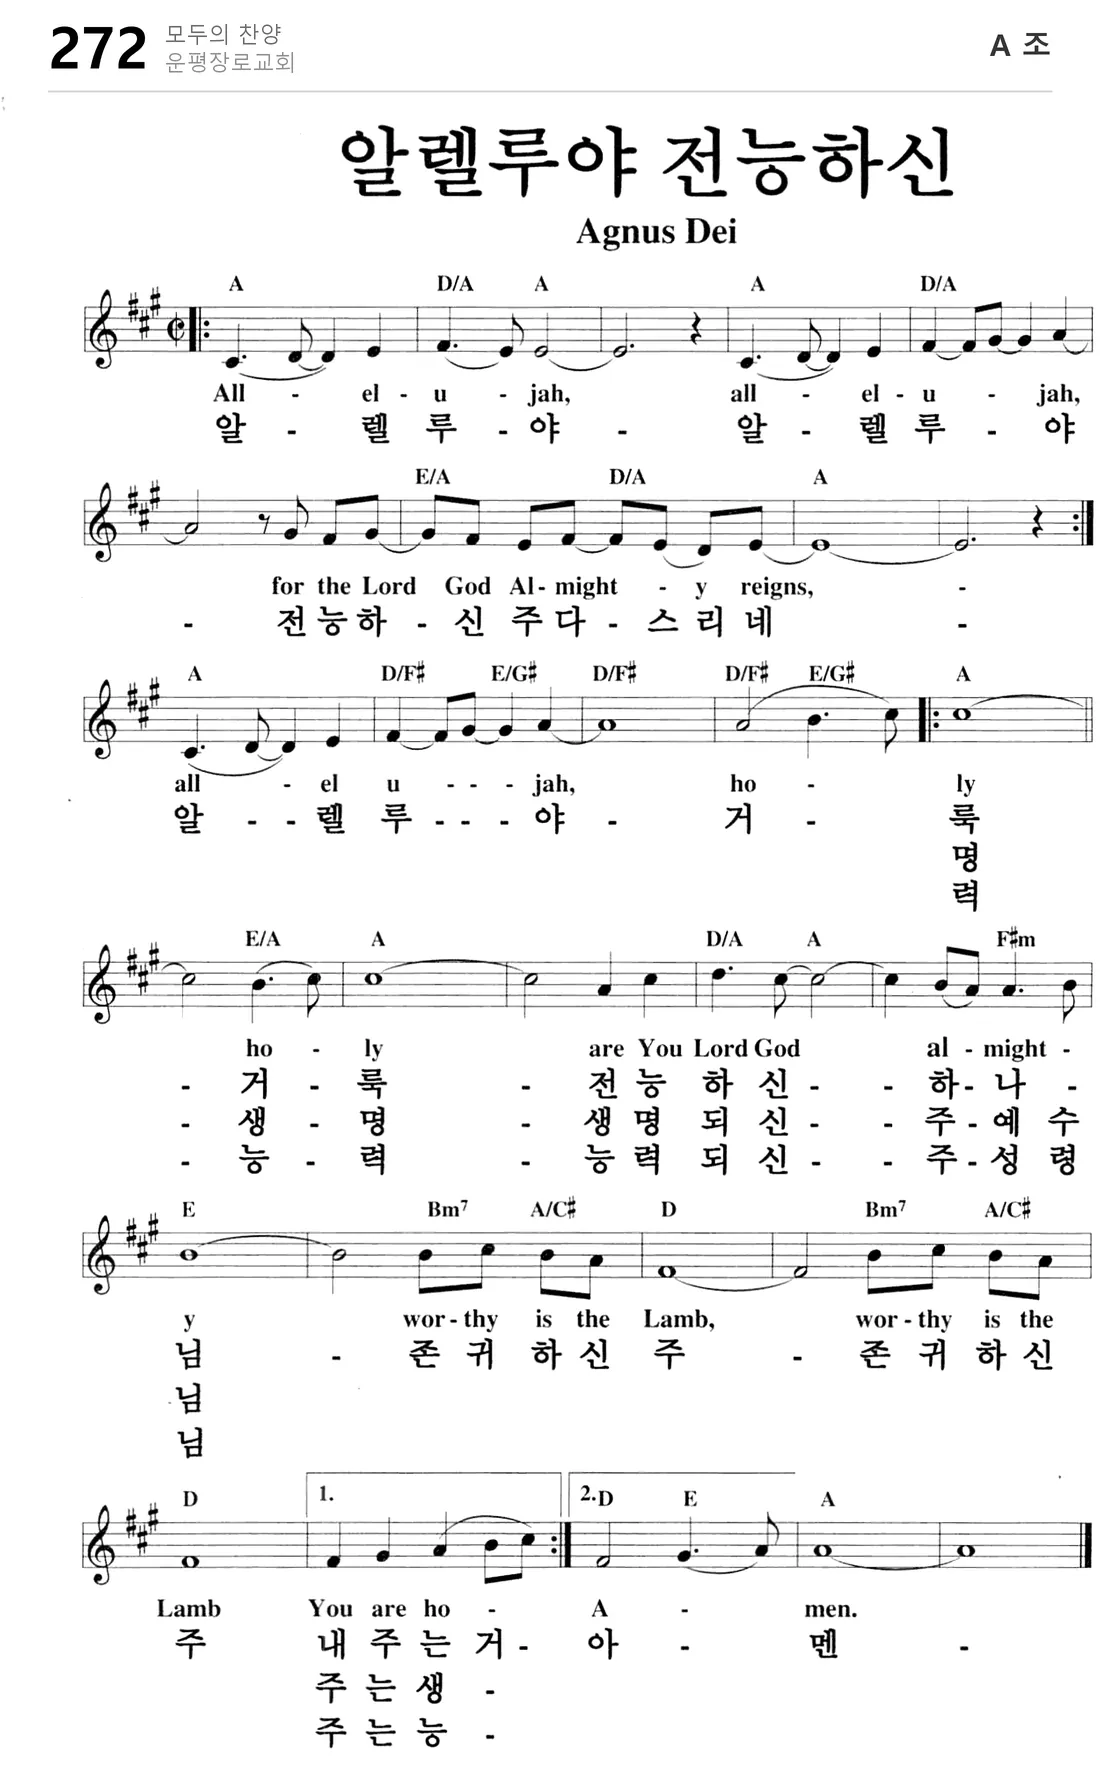 272 모두의 찬양
운평장로교회
A 조
알렐루야 전능하신
Agnus Dei
A D/A A A D/A
All - el - u - jah, all - el - u - jah,
알 - 렐 루 - 야 - 알 - 렐 루 - 야
E/A D/A A
for the Lord God Al - might - y reigns, -
- 전 능 하 - 신 주 다 - 스 리 네 -
A D/F♯ E/G♯ D/F♯ D/F♯ E/G♯ A
all - el u - - - jah, ho - ly
알 - - 렐 루 - - - 야 - 거 - 룩
명
력
E/A A D/A A F♯m
ho - ly are You Lord God al - might -
- 거 - 룩 - 전 능 하 신 - - 하 - 나 -
- 생 - 명 - 생 명 되 신 - - 주 - 예 수
- 능 - 력 - 능 력 되 신 - - 주 - 성 령
E Bm7 A/C♯ D Bm7 A/C♯
y wor - thy is the Lamb, wor - thy is the
님 - 존 귀 하 신 주 - 존 귀 하 신
님
님
1. 2.
D D E A
Lamb You are ho - A - men.
주 내 주 는 거 - 아 - 멘 -
주 는 생 -
주 는 능 -